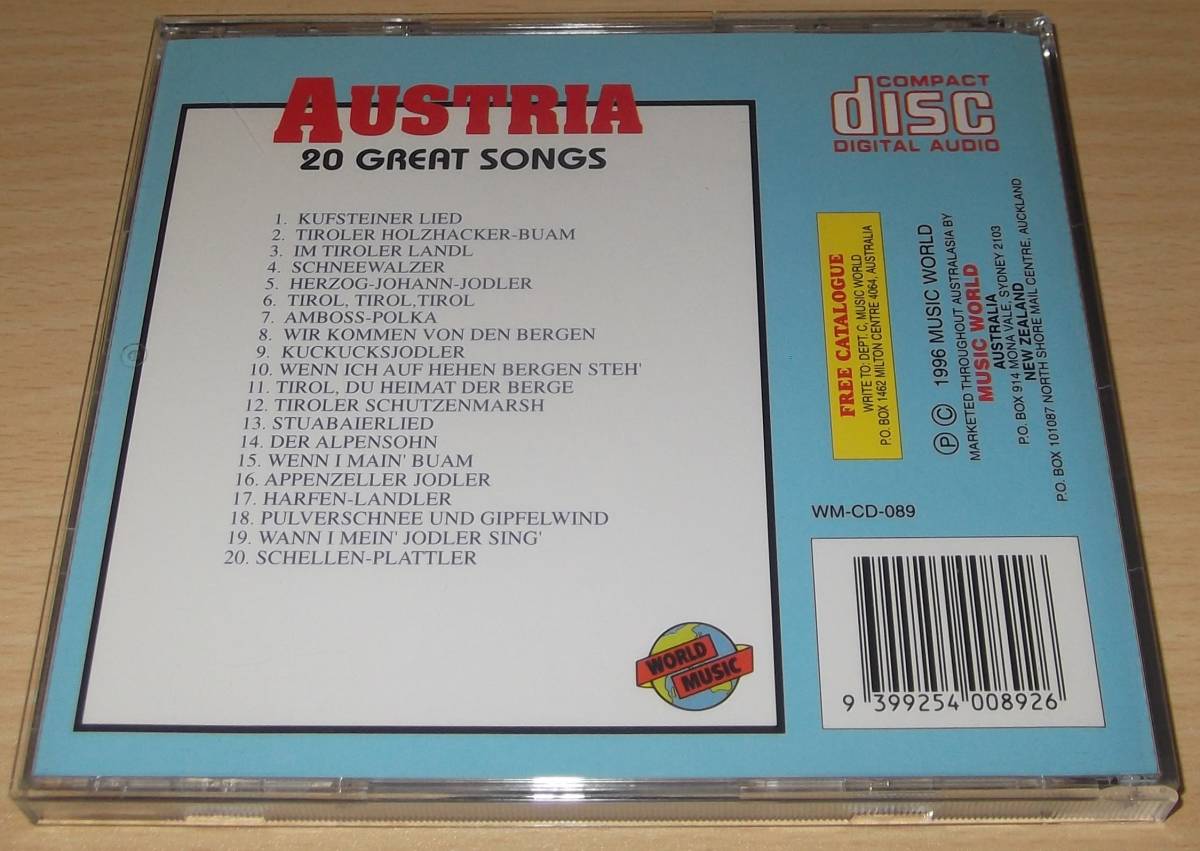 AUSTRIA
20 GREAT SONGS
1. KUFSTEINER LIED
2. TIROLER HOLZHACKER-BUAM
3. IM TIROLER LANDL
4. SCHNEEWALZER
5. HERZOG-JOHANN-JODLER
6. TIROL, TIROL,TIROL
7. AMBOSS-POLKA
8. WIR KOMMEN VON DEN BERGEN
9. KUCKUCKSJODLER
10. WENN ICH AUF HEHEN BERGEN STEH'
11. TIROL, DU HEIMAT DER BERGE
12. TIROLER SCHUTZENMARSH
13. STUABAIERLIED
14. DER ALPENSOHN
15. WENN I MAIN' BUAM
16. APPENZELLER JODLER
17. HARFEN-LANDLER
18. PULVERSCHNEE UND GIPFELWIND
19. WANN I MEIN' JODLER SING'
20. SCHELLEN-PLATTLER
WORLD
MUSIC
COMPACT
disc
DIGITAL AUDIO
FREE CATALOGUE
WRITE TO: DEPT. C, MUSIC WORLD
P.O. BOX 1462 MILTON CENTRE 4064, AUSTRALIA
Ⓟ Ⓒ 1996 MUSIC WORLD
MARKETED THROUGHOUT AUSTRALASIA BY
MUSIC WORLD
AUSTRALIA
P.O. BOX 914 MONA VALE, SYDNEY 2103
NEW ZEALAND
P.O. BOX 101087 NORTH SHORE MAIL CENTRE, AUCKLAND
WM-CD-089
9 399254 008926